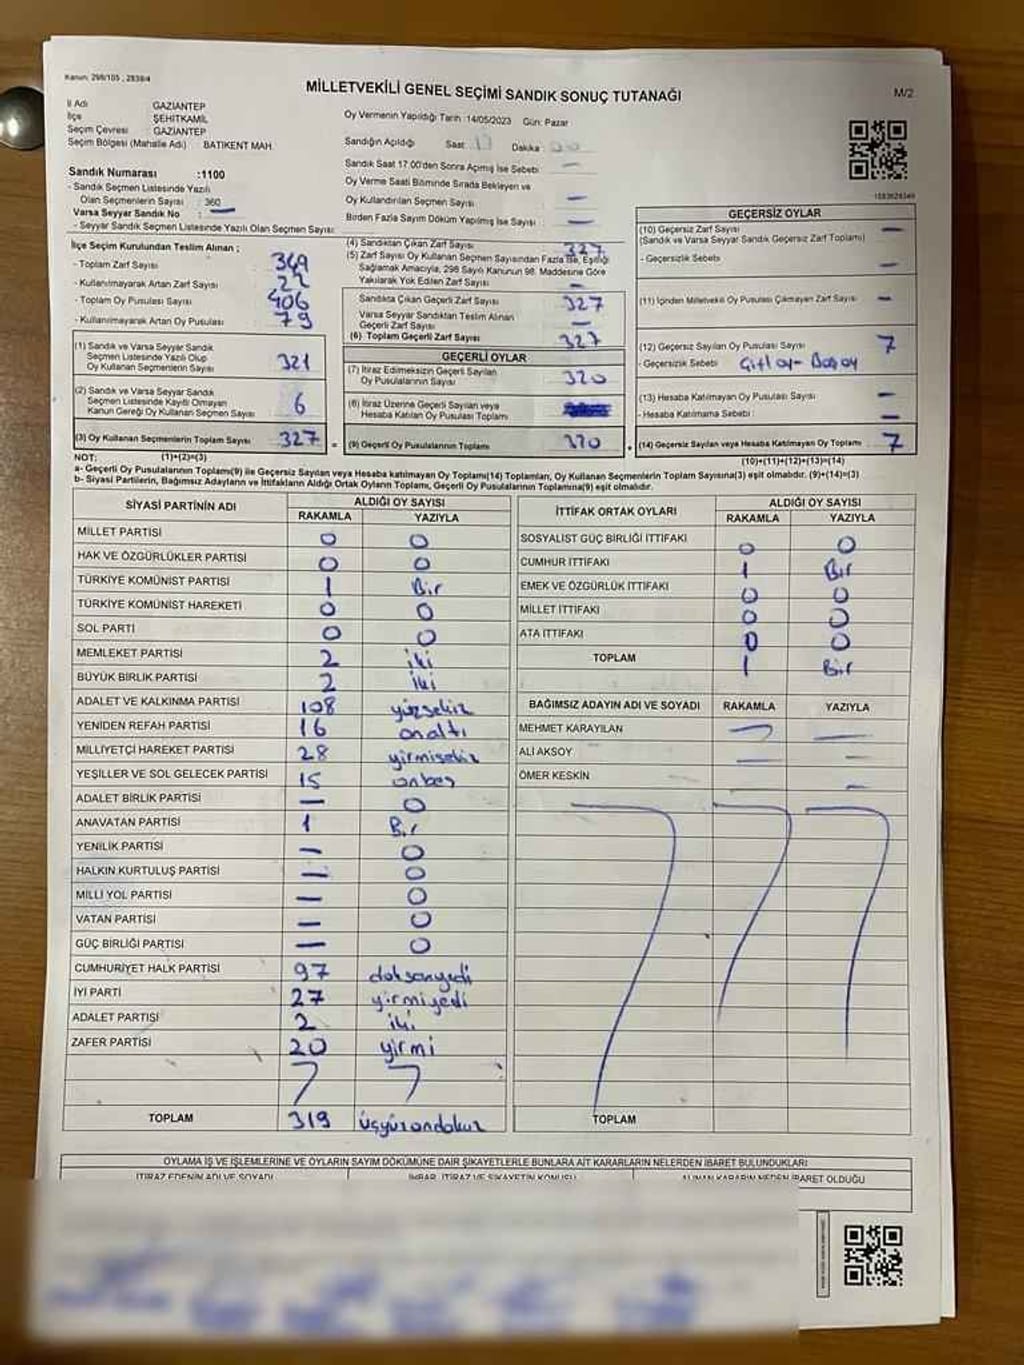 Kanun: 298/105 , 2839/4
MİLLETVEKİLİ GENEL SEÇİMİ SANDIK SONUÇ TUTANAĞI
M/2
İl Adı GAZİANTEP
İlçe ŞEHİTKAMİL
Seçim Çevresi GAZİANTEP
Seçim Bölgesi (Mahalle Adı) BATIKENT MAH
Oy Vermenin Yapıldığı Tarih :14/05/2023 Gün: Pazar
Sandığın Açıldığı Saat Dakika :
Sandık Saat 17.00'den Sonra Açılmış İse Sebebi —
Oy Verme Saati Bitiminde Sırada Bekleyen ve
Oy Kullandırılan Seçmen Sayısı —
Birden Fazla Sayım Döküm Yapılmış İse Sayısı —
Sandık Numarası :1100
- Sandık Seçmen Listesinde Yazılı
Olan Seçmenlerin Sayısı : 360
Varsa Seyyar Sandık No : —
- Seyyar Sandık Seçmen Listesinde Yazılı Olan Seçmen Sayısı:
İlçe Seçim Kurulundan Teslim Alınan ;
- Toplam Zarf Sayısı 349
- Kullanılmayarak Artan Zarf Sayısı 22
- Toplam Oy Pusulası Sayısı 406
- Kullanılmayarak Artan Oy Pusulası 79
(1) Sandık ve Varsa Seyyar Sandık
Seçmen Listesinde Yazılı Olup
Oy Kullanan Seçmenlerin Sayısı 321
(2) Sandık ve Varsa Seyyar Sandık
Seçmen Listesinde Kayıtlı Olmayan
Kanun Gereği Oy Kullanan Seçmen Sayısı 6
(3) Oy Kullanan Seçmenlerin Toplam Sayısı 327 =
(4) Sandıktan Çıkan Zarf Sayısı 327
(5) Zarf Sayısı Oy Kullanan Seçmen Sayısından Fazla İse, Eşitliği
Sağlamak Amacıyla, 298 Sayılı Kanunun 98. Maddesine Göre
Yakılarak Yok Edilen Zarf Sayısı —
Sandıkta Çıkan Geçerli Zarf Sayısı 327
Varsa Seyyar Sandıktan Teslim Alınan
Geçerli Zarf Sayısı —
(6) Toplam Geçerli Zarf Sayısı 327
GEÇERLİ OYLAR
(7) İtiraz Edilmeksizin Geçerli Sayılan
Oy Pusulalarının Sayısı 320
(8) İtiraz Üzerine Geçerli Sayılan veya
Hesaba Katılan Oy Pusulası Toplamı
(9) Geçerli Oy Pusulalarının Toplamı 320
GEÇERSİZ OYLAR
(10) Geçersiz Zarf Sayısı —
(Sandık ve Varsa Seyyar Sandık Geçersiz Zarf Toplamı)
- Geçersizlik Sebebi —
(11) İçinden Milletvekili Oy Pusulası Çıkmayan Zarf Sayısı —
(12) Geçersiz Sayılan Oy Pusulası Sayısı 7
- Geçersizlik Sebebi Çift oy - Boş oy
(13) Hesaba Katılmayan Oy Pusulası Sayısı —
- Hesaba Katılmama Sebebi : —
(14) Geçersiz Sayılan veya Hesaba Katılmayan Oy Toplamı 7
NOT: (1)+(2)=(3)
(10)+(11)+(12)+(13)=(14)
a- Geçerli Oy Pusulalarının Toplamı(9) ile Geçersiz Sayılan veya Hesaba katılmayan Oy Toplamı(14) Toplamları, Oy Kullanan Seçmenlerin Toplam Sayısına(3) eşit olmalıdır. (9)+(14)=(3)
b- Siyasi Partilerin, Bağımsız Adayların ve İttifakların Aldığı Ortak Oyların Toplamı, Geçerli Oy Pusulalarının Toplamına(9) eşit olmalıdır.
SİYASİ PARTİNİN ADI ALDIĞI OY SAYISI
RAKAMLA YAZIYLA
MİLLET PARTİSİ 0 0
HAK VE ÖZGÜRLÜKLER PARTİSİ 0 0
TÜRKİYE KOMÜNİST PARTİSİ 1 Bir
TÜRKİYE KOMÜNİST HAREKETİ 0 0
SOL PARTİ 0 0
MEMLEKET PARTİSİ 2 iki
BÜYÜK BİRLİK PARTİSİ 2 iki
ADALET VE KALKINMA PARTİSİ 108 yüzsekiz
YENİDEN REFAH PARTİSİ 16 onaltı
MİLLİYETÇİ HAREKET PARTİSİ 28 yirmisekiz
YEŞİLLER VE SOL GELECEK PARTİSİ 15 onbeş
ADALET BİRLİK PARTİSİ — 0
ANAVATAN PARTİSİ 1 Bir
YENİLİK PARTİSİ — 0
HALKIN KURTULUŞ PARTİSİ — 0
MİLLİ YOL PARTİSİ — 0
VATAN PARTİSİ — 0
GÜÇ BİRLİĞİ PARTİSİ — 0
CUMHURİYET HALK PARTİSİ 97 doksanyedi
İYİ PARTİ 27 yirmiyedi
ADALET PARTİSİ 2 iki
ZAFER PARTİSİ 20 yirmi
TOPLAM 319 üçyüzondokuz
İTTİFAK ORTAK OYLARI ALDIĞI OY SAYISI
RAKAMLA YAZIYLA
SOSYALİST GÜÇ BİRLİĞİ İTTİFAKI 0 0
CUMHUR İTTİFAKI 1 Bir
EMEK VE ÖZGÜRLÜK İTTİFAKI 0 0
MİLLET İTTİFAKI 0 0
ATA İTTİFAKI 0 0
TOPLAM 1 Bir
BAĞIMSIZ ADAYIN ADI VE SOYADI RAKAMLA YAZIYLA
MEHMET KARAYILAN — —
ALİ AKSOY — —
ÖMER KESKİN — —
TOPLAM
OYLAMA İŞ VE İŞLEMLERİNE VE OYLARIN SAYIM DÖKÜMÜNE DAİR ŞİKAYETLERLE BUNLARA AİT KARARLARIN NELERDEN İBARET BULUNDUKLARI
İTİRAZ EDENİN ADI VE SOYADI İHBAR, İTİRAZ VE ŞİKAYETİN KONUSU ALINAN KARARIN NEDEN İBARET OLDUĞU